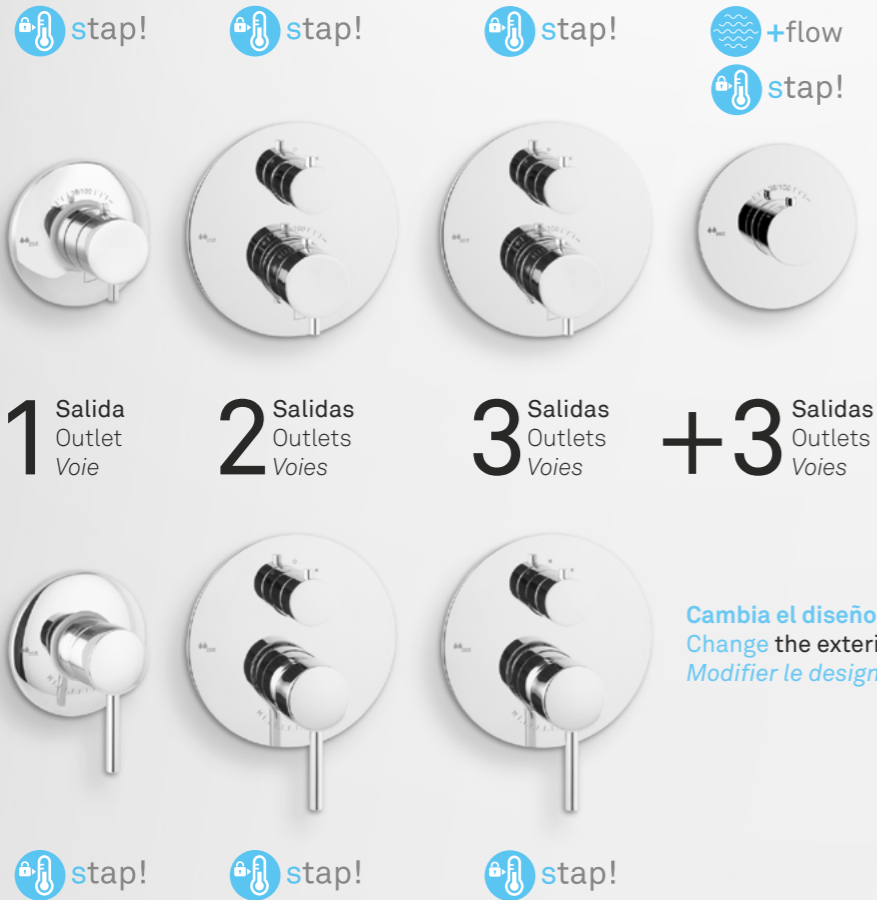 stap! stap! stap! +flow
stap!
1 Salida
Outlet
Voie
2 Salidas
Outlets
Voies
3 Salidas
Outlets
Voies
+3 Salidas
Outlets
Voies
Cambia el diseño
Change the exteri
Modifier le design
stap! stap! stap!